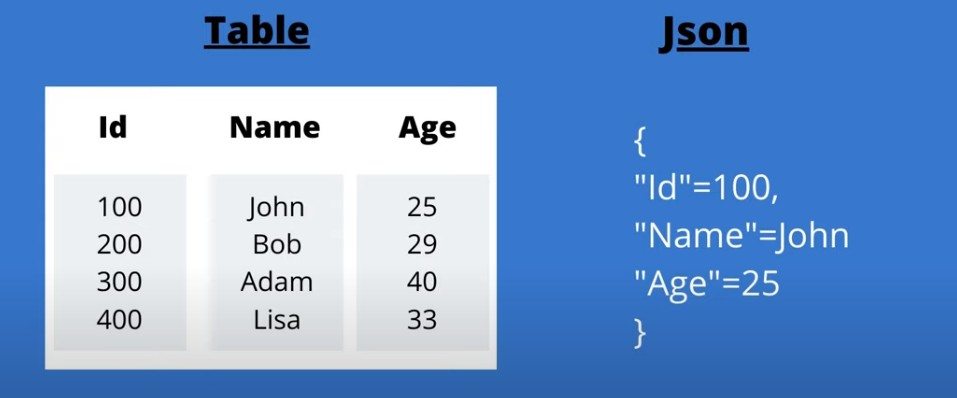 Table
Id Name Age
100 John 25
200 Bob 29
300 Adam 40
400 Lisa 33
Json
{
"Id"=100,
"Name"=John
"Age"=25
}